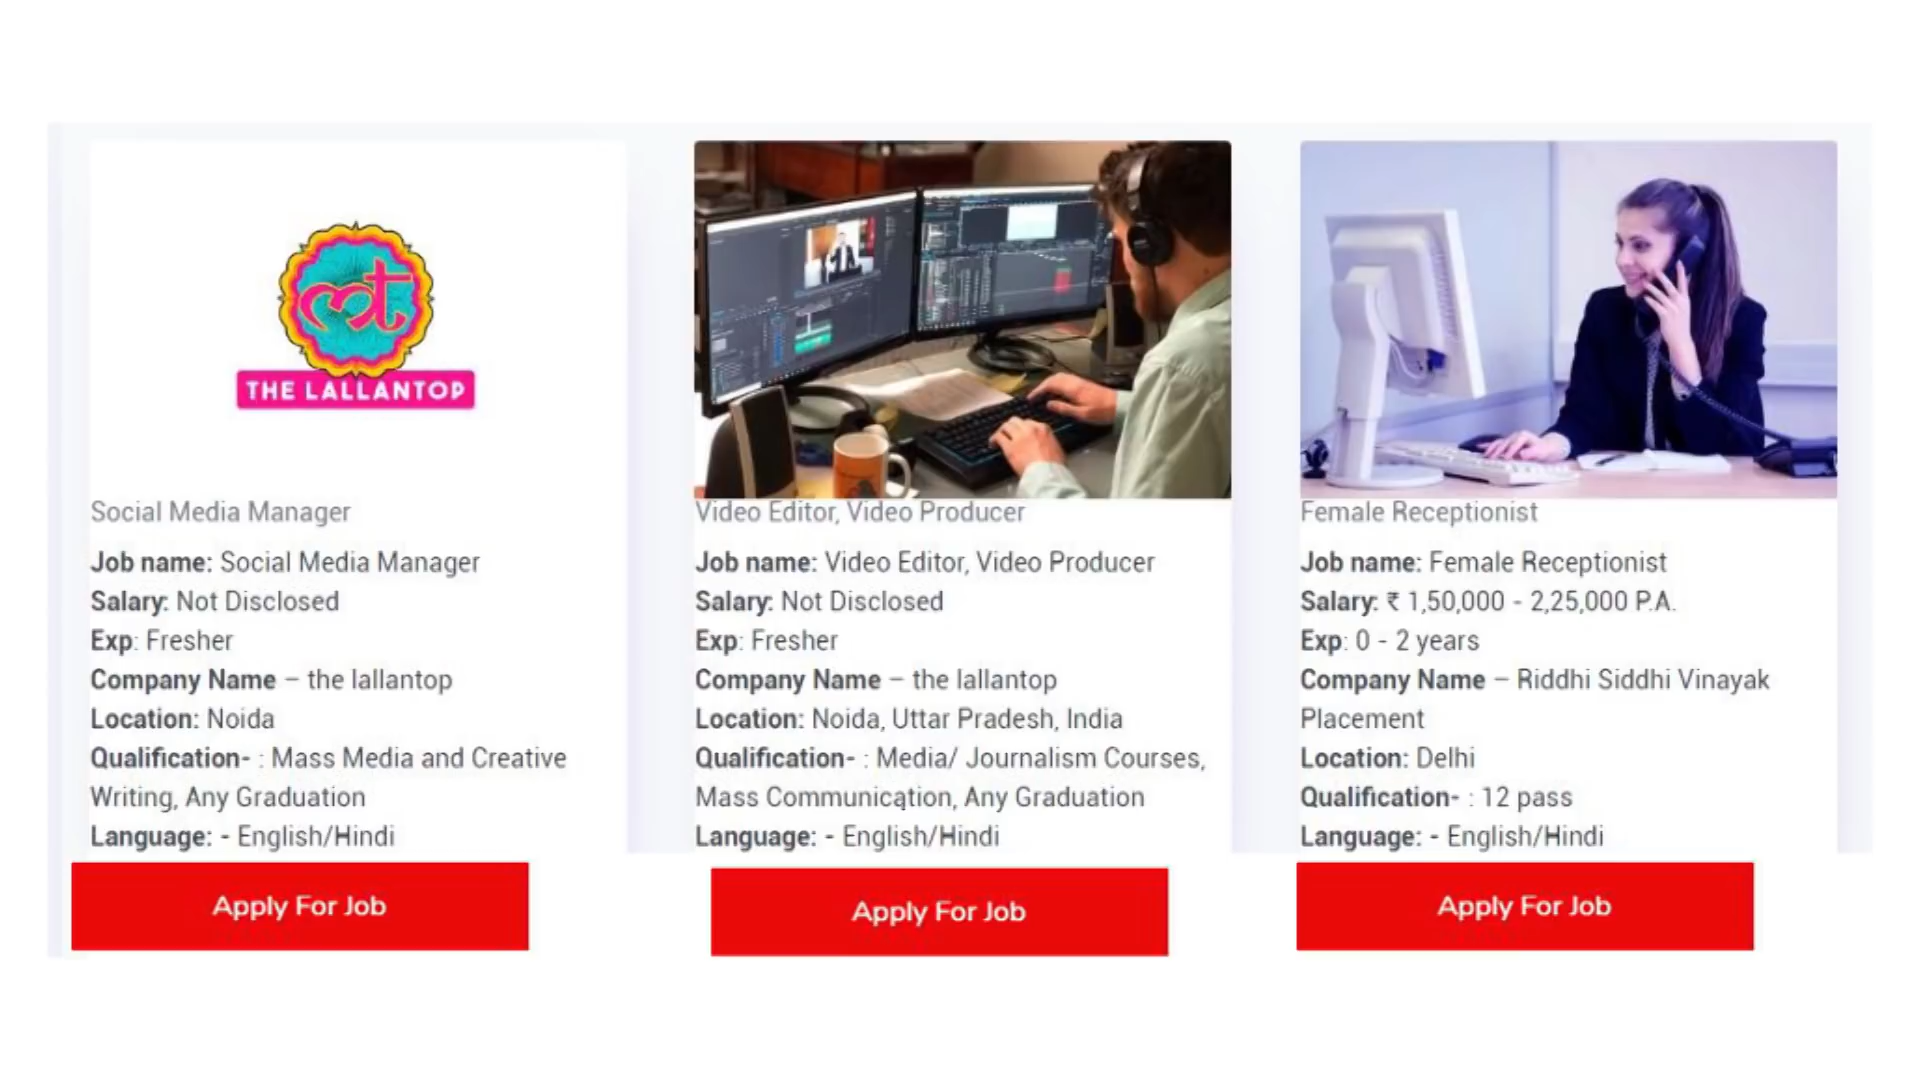 THE LALLANTOP
Social Media Manager
Job name: Social Media Manager
Salary: Not Disclosed
Exp: Fresher
Company Name – the lallantop
Location: Noida
Qualification- : Mass Media and Creative
Writing, Any Graduation
Language: - English/Hindi
Apply For Job
Video Editor, Video Producer
Job name: Video Editor, Video Producer
Salary: Not Disclosed
Exp: Fresher
Company Name – the lallantop
Location: Noida, Uttar Pradesh, India
Qualification- : Media/ Journalism Courses,
Mass Communication, Any Graduation
Language: - English/Hindi
Apply For Job
Female Receptionist
Job name: Female Receptionist
Salary: ₹ 1,50,000 - 2,25,000 P.A.
Exp: 0 - 2 years
Company Name – Riddhi Siddhi Vinayak
Placement
Location: Delhi
Qualification- : 12 pass
Language: - English/Hindi
Apply For Job